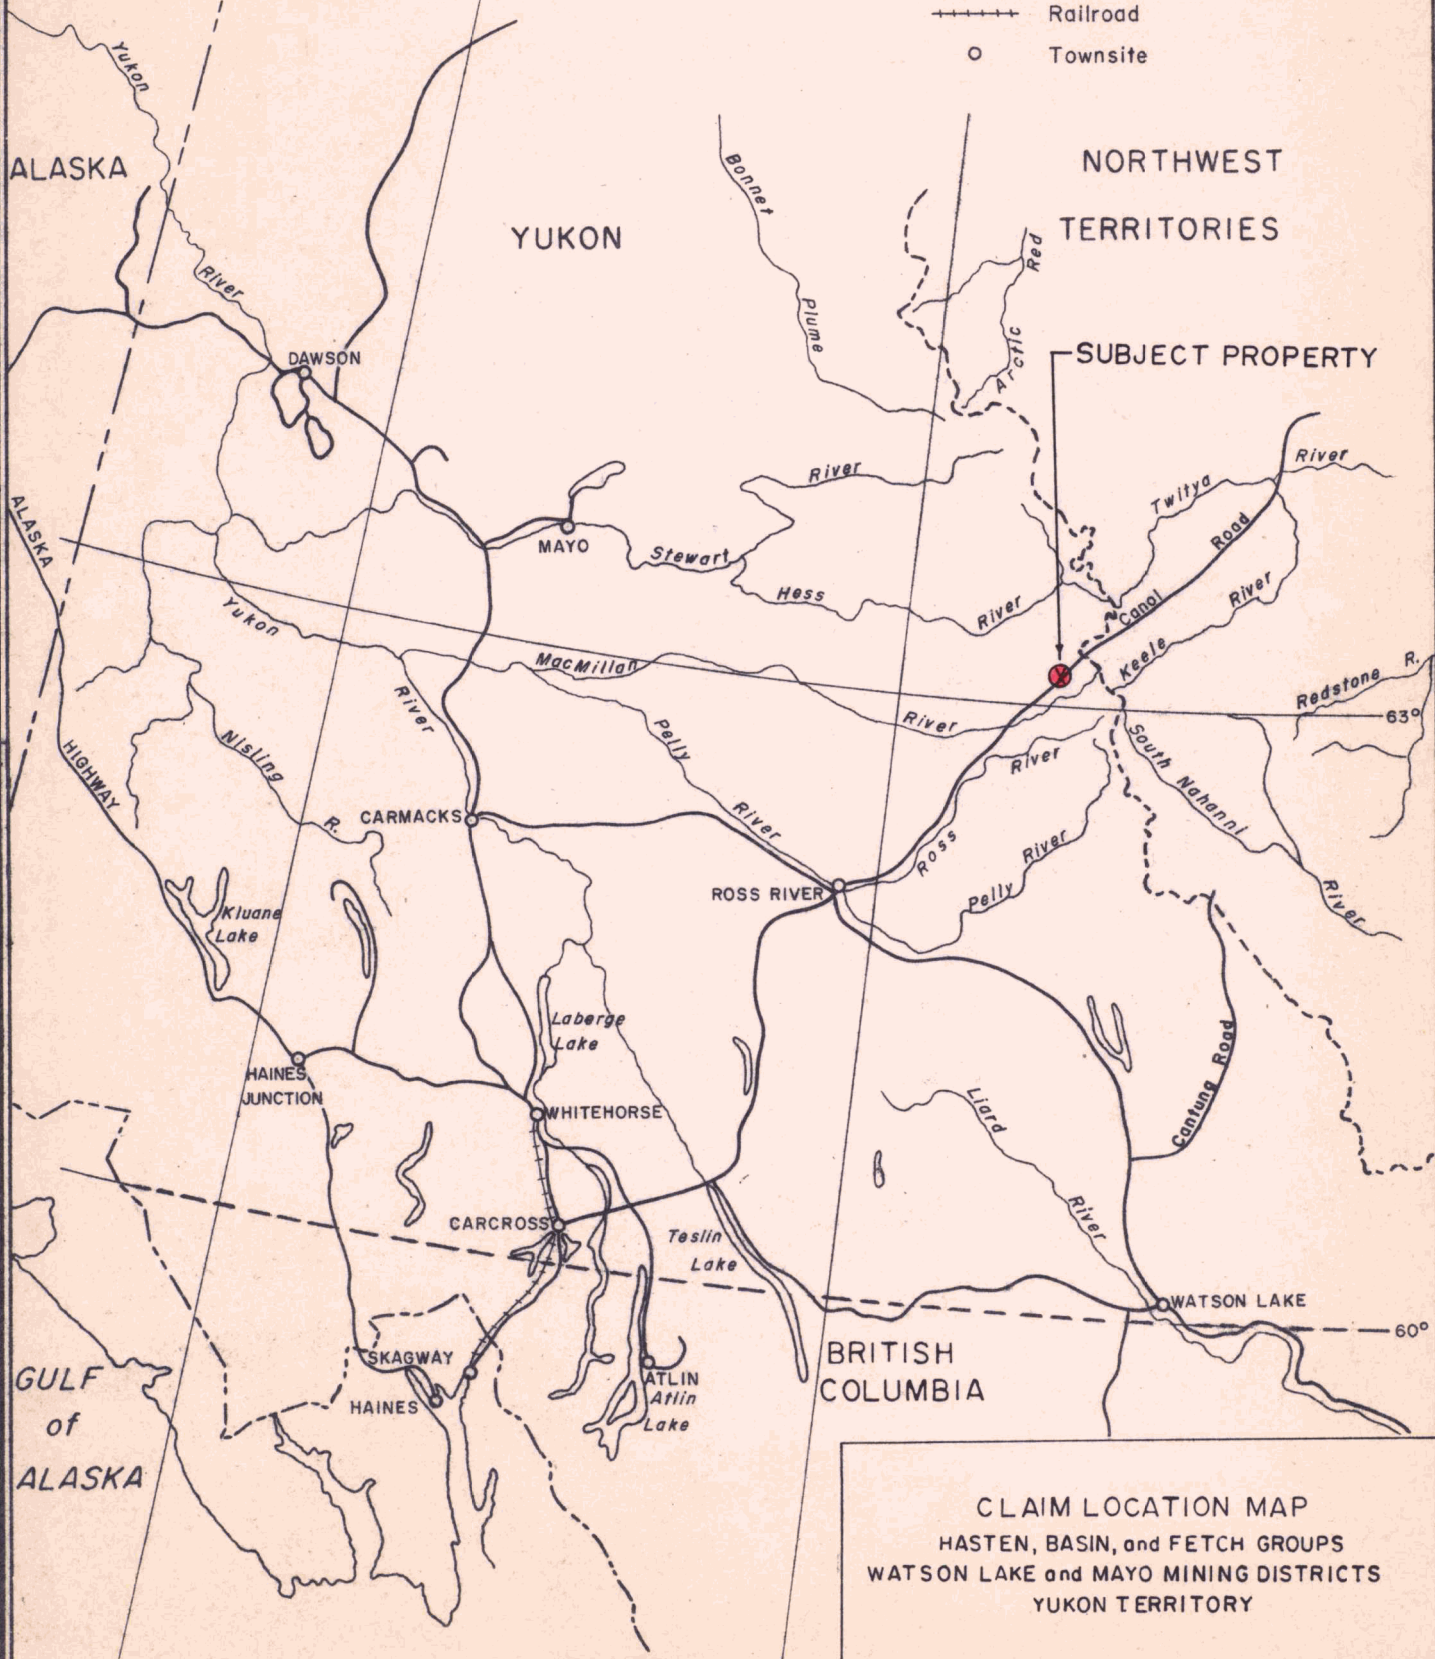 Railroad
Townsite
Yukon
ALASKA
NORTHWEST
TERRITORIES
YUKON
Bonnet
Red
River
Plume
Arctic
SUBJECT PROPERTY
DAWSON
River
River
Twitya
ALASKA
Road
MAYO
Stewart
Hess
River
Canol
River
Yukon
MacMillan
Keele
Redstone R.
63°
River
River
Pelly
South Nahanni
Nisling
River
HIGHWAY
River
R.
CARMACKS
Ross
River
Pelly
ROSS RIVER
River
Kluane
Lake
Laberge
Lake
Cantung Road
HAINES
JUNCTION
Liard
WHITEHORSE
River
CARCROSS
Teslin
Lake
WATSON LAKE
60°
BRITISH
COLUMBIA
SKAGWAY
ATLIN
Atlin
Lake
HAINES
GULF
of
ALASKA
CLAIM LOCATION MAP
HASTEN, BASIN, and FETCH GROUPS
WATSON LAKE and MAYO MINING DISTRICTS
YUKON TERRITORY